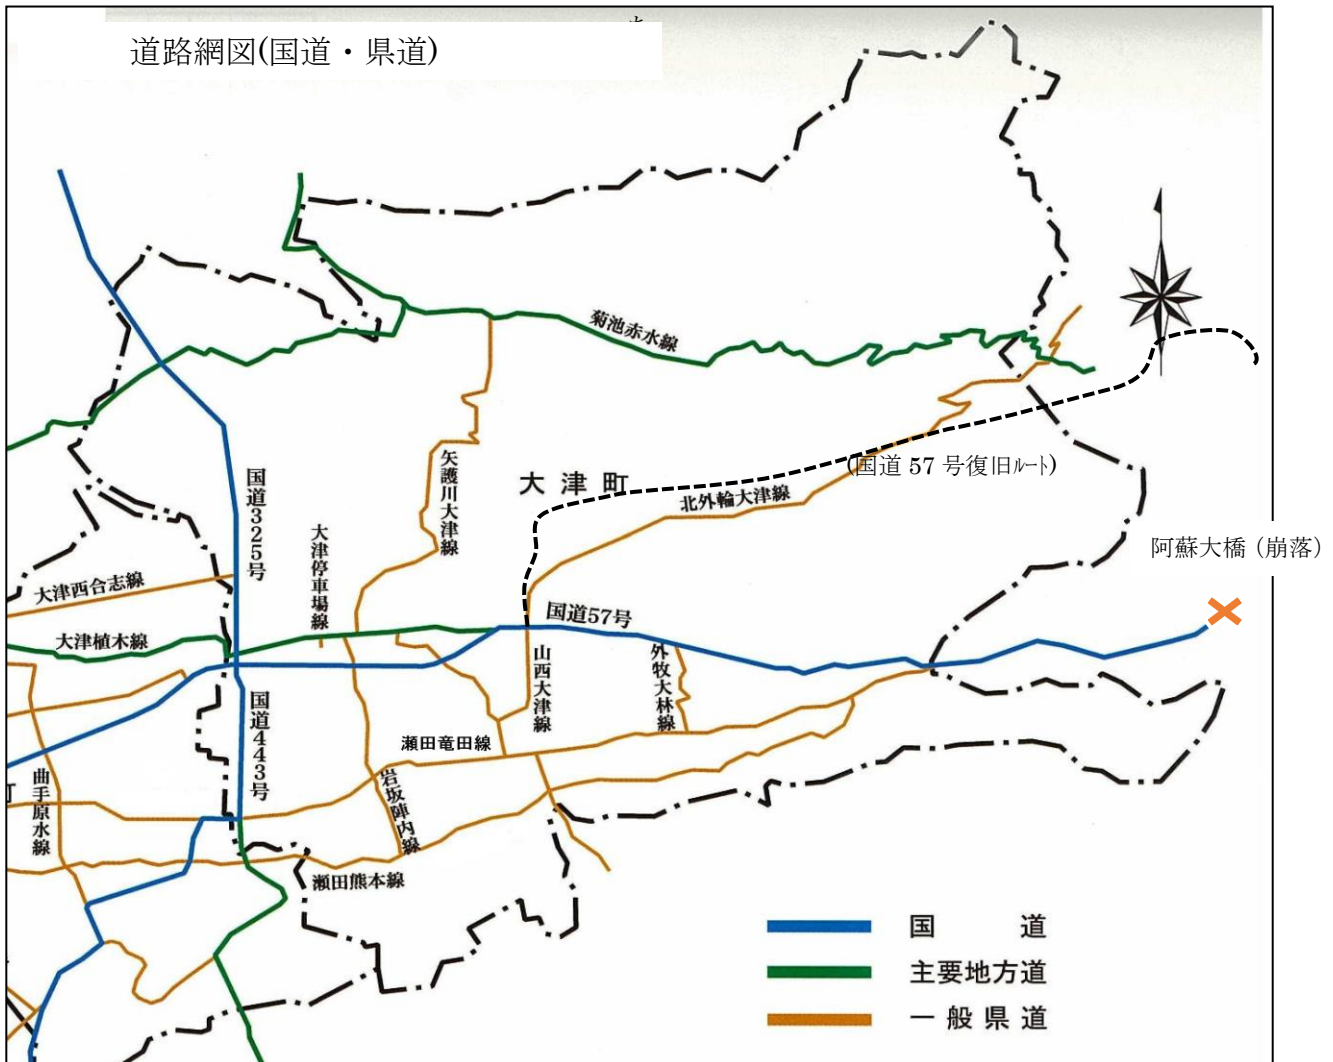 道路網図(国道・県道)
菊池赤水線
矢護川大津線
大津町
(国道 57 号復旧ルート)
北外輪大津線
国道325号
大津停車場線
阿蘇大橋 (崩落)
大津西合志線
国道57号
大津植木線
山西大津線
外牧大林線
国道443号
瀬田竜田線
曲手原水線
岩坂陣内線
瀬田熊本線
国 道
主要地方道
一般県道